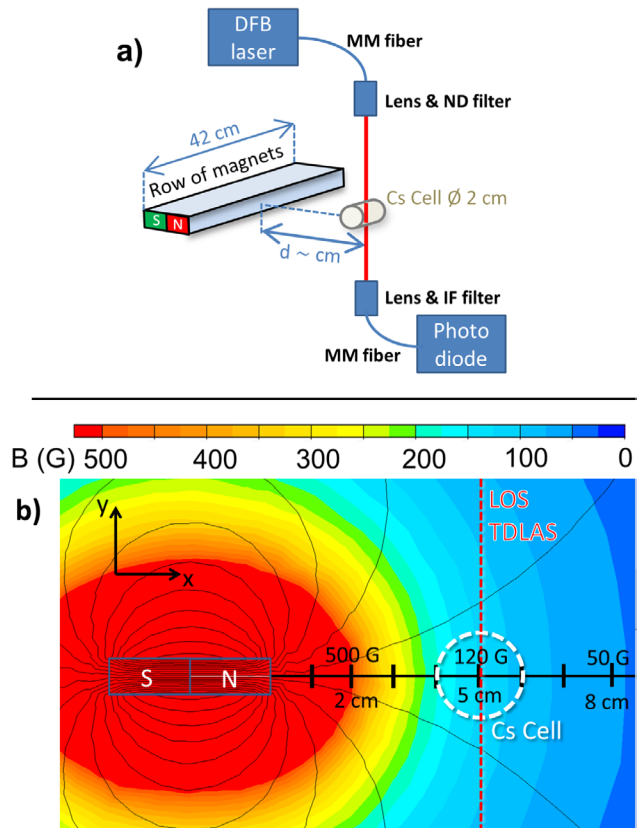 a)
DFB
laser
MM fiber
Lens & ND filter
42 cm
Row of magnets
S N
Cs Cell Ø 2 cm
d ~ cm
Lens & IF filter
Photo
diode
MM fiber
B (G) 500 400 300 200 100 0
b)
y
x
LOS
TDLAS
S N
500 G 120 G 50 G
2 cm 5 cm 8 cm
Cs Cell